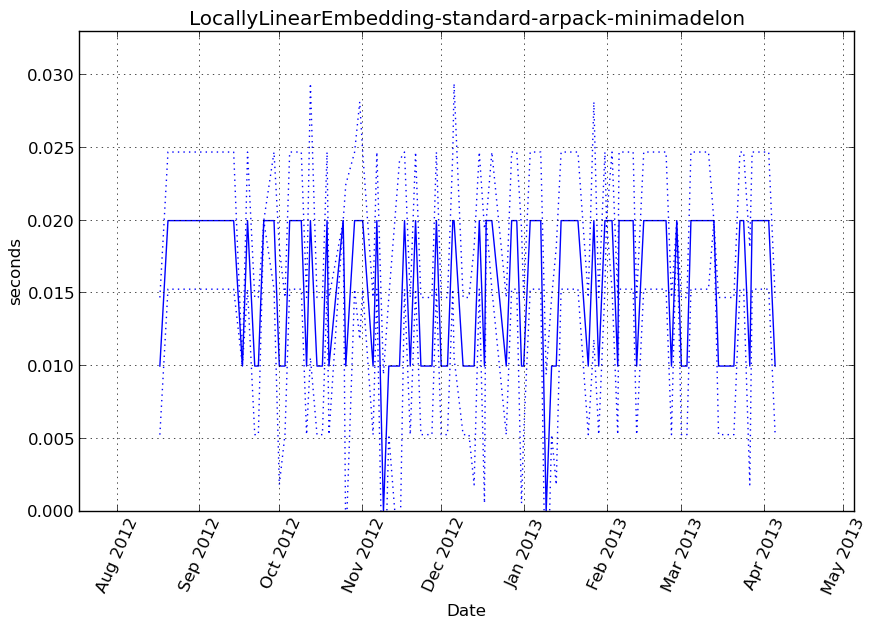 LocallyLinearEmbedding-standard-arpack-minimadelon
0.030
0.025
0.020
0.015
0.010
0.005
0.000
seconds
Aug 2012
Sep 2012
Oct 2012
Nov 2012
Dec 2012
Jan 2013
Feb 2013
Mar 2013
Apr 2013
May 2013
Date